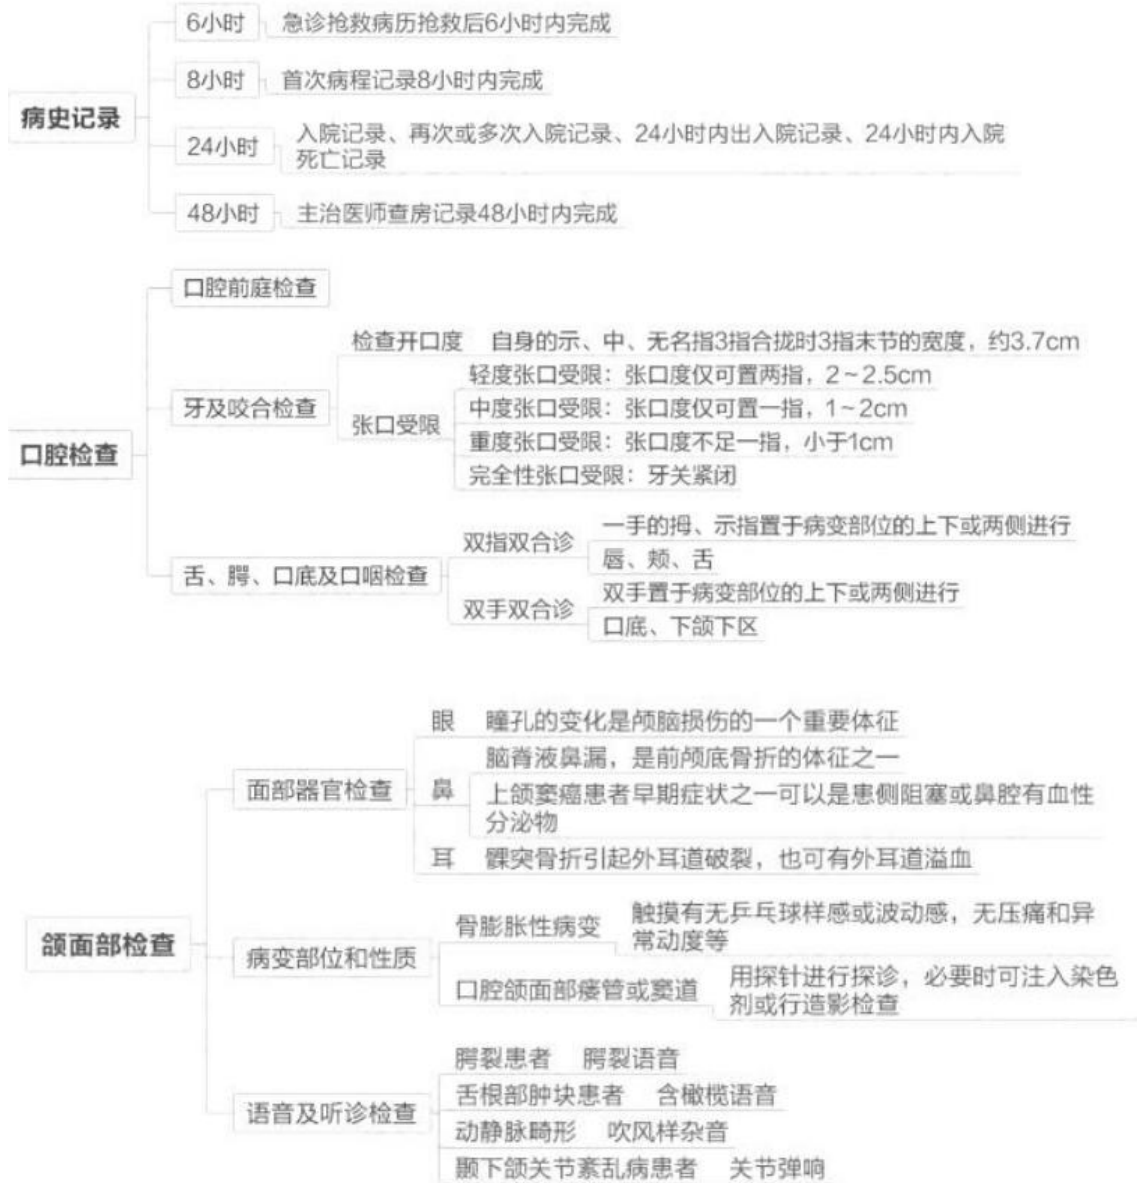 病史记录
6小时 急诊抢救病历抢救后6小时内完成
8小时 首次病程记录8小时内完成
24小时 入院记录、再次或多次入院记录、24小时内出入院记录、24小时内入院
死亡记录
48小时 主治医师查房记录48小时内完成
口腔检查
口腔前庭检查
牙及咬合检查
检查开口度 自身的示、中、无名指3指合拢时3指末节的宽度，约3.7cm
张口受限
轻度张口受限：张口度仅可置两指，2~2.5cm
中度张口受限：张口度仅可置一指，1~2cm
重度张口受限：张口度不足一指，小于1cm
完全性张口受限：牙关紧闭
舌、腭、口底及口咽检查
双指双合诊
一手的拇、示指置于病变部位的上下或两侧进行
唇、颊、舌
双手双合诊
双手置于病变部位的上下或两侧进行
口底、下颌下区
颌面部检查
面部器官检查
眼 瞳孔的变化是颅脑损伤的一个重要体征
鼻
脑脊液鼻漏，是前颅底骨折的体征之一
上颌窦癌患者早期症状之一可以是患侧阻塞或鼻腔有血性
分泌物
耳 髁突骨折引起外耳道破裂，也可有外耳道溢血
病变部位和性质
骨膨胀性病变 触摸有无乒乓球样感或波动感，无压痛和异
常动度等
口腔颌面部瘘管或窦道 用探针进行探诊，必要时可注入染色
剂或行造影检查
语音及听诊检查
腭裂患者 腭裂语音
舌根部肿块患者 含橄榄语音
动静脉畸形 吹风样杂音
颞下颌关节紊乱病患者 关节弹响